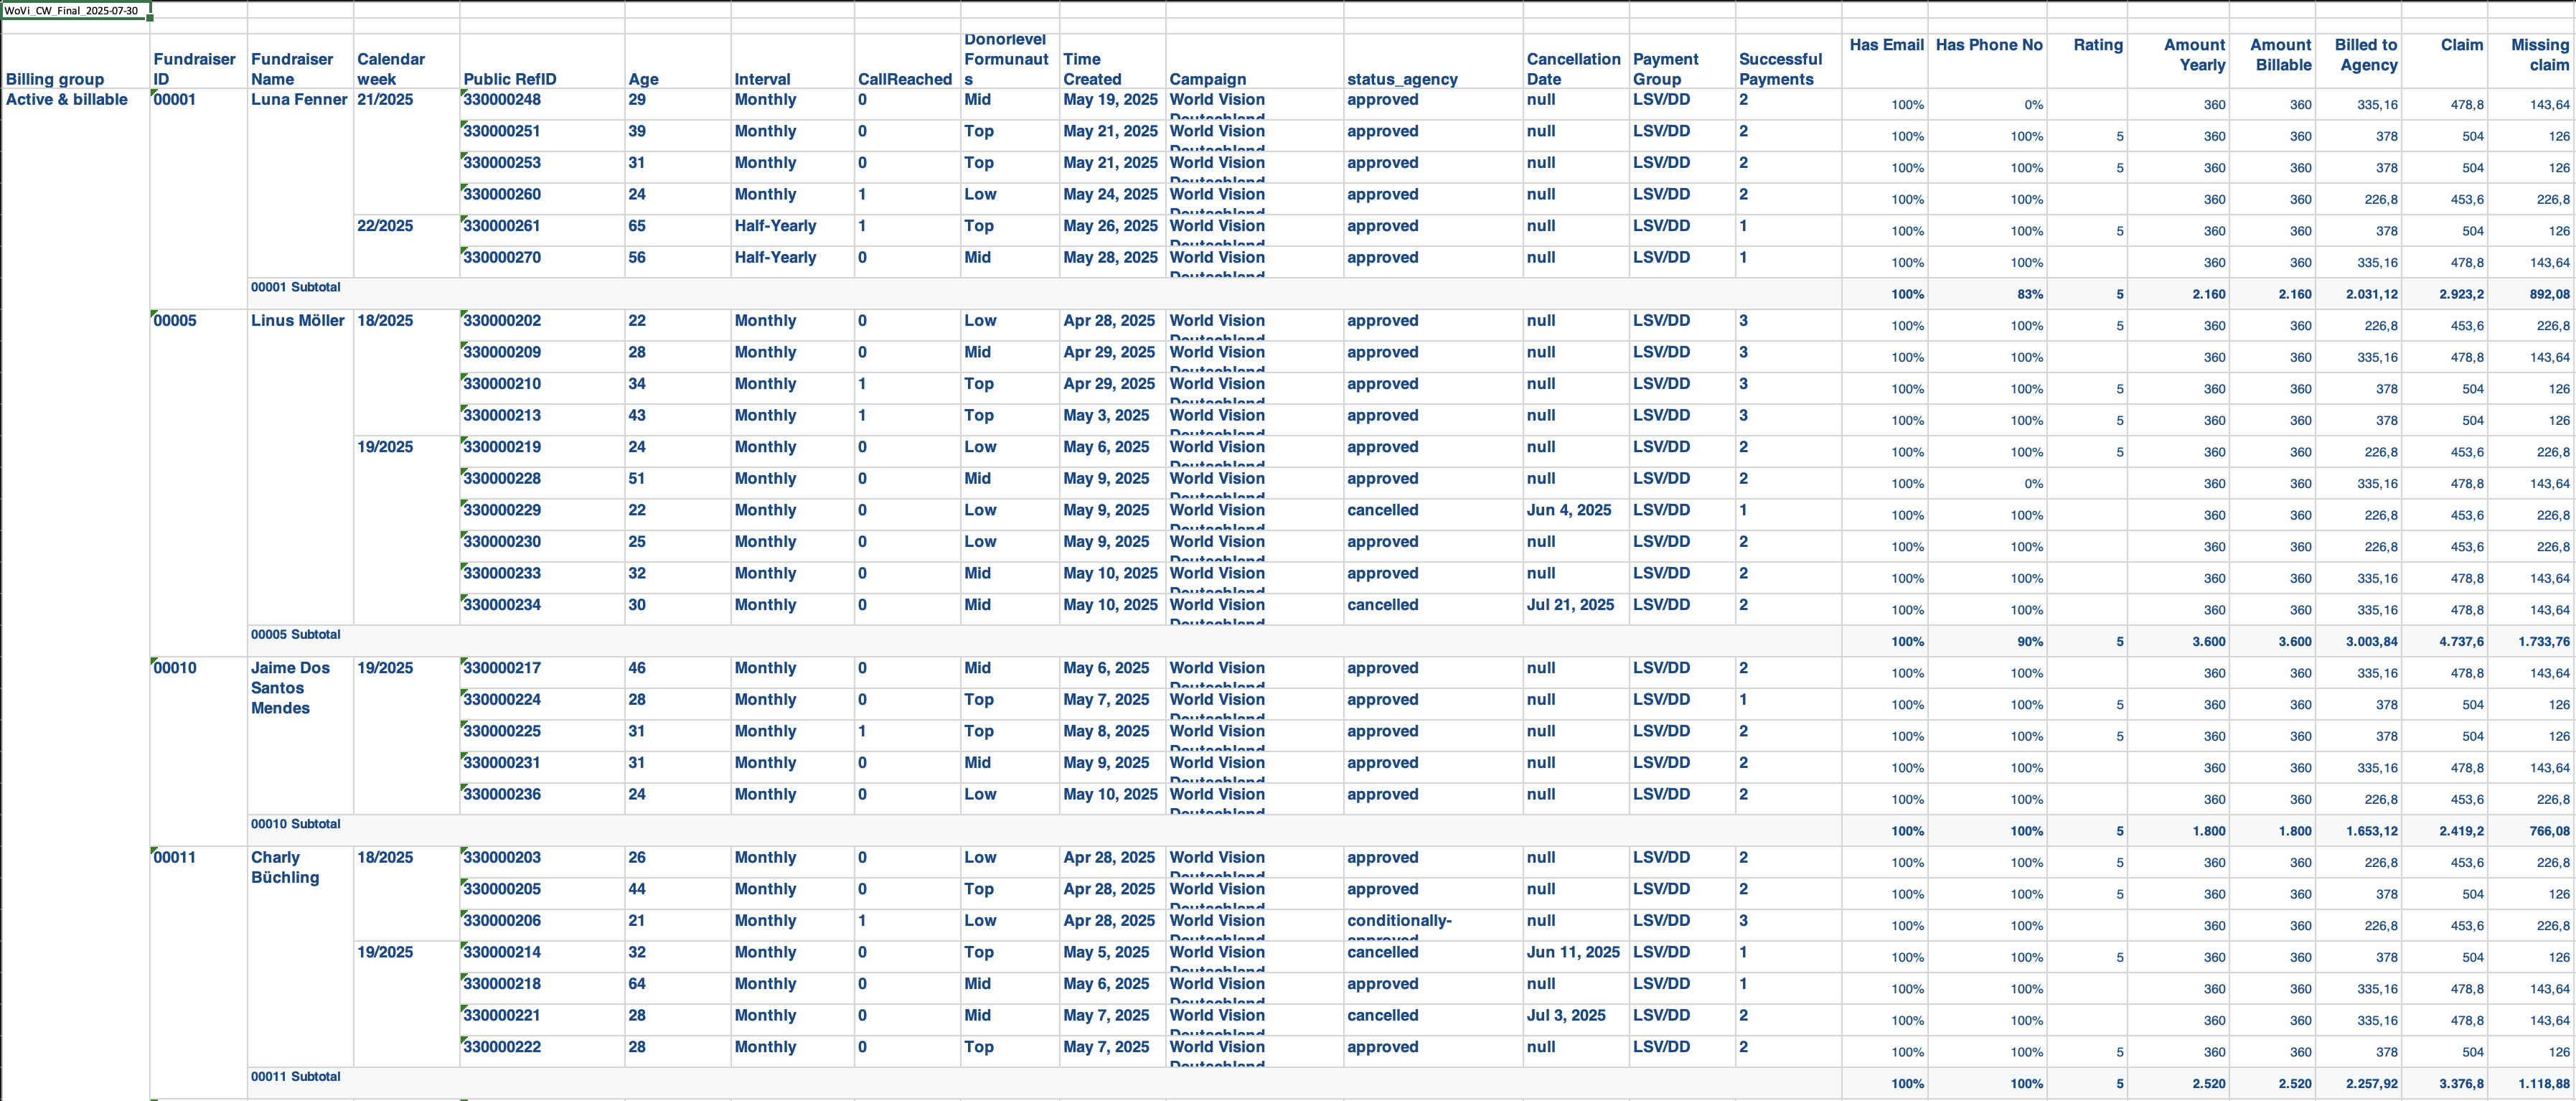 WoVi_CW_Final_2025-07-30
Billing group Fundraiser ID Fundraiser Name Calendar week Public RefID Age Interval CallReached Donorlevel Formunauts Time Created Campaign status_agency Cancellation Date Payment Group Successful Payments Has Email Has Phone No Rating Amount Yearly Amount Billable Billed to Agency Claim Missing claim
Active & billable 00001 Luna Fenner 21/2025 330000248 29 Monthly 0 Mid May 19, 2025 World Vision Deutschland approved null LSV/DD 2 100% 0% 360 360 335,16 478,8 143,64
330000251 39 Monthly 0 Top May 21, 2025 World Vision Deutschland approved null LSV/DD 2 100% 100% 5 360 360 378 504 126
330000253 31 Monthly 0 Top May 21, 2025 World Vision Deutschland approved null LSV/DD 2 100% 100% 5 360 360 378 504 126
330000260 24 Monthly 1 Low May 24, 2025 World Vision Deutschland approved null LSV/DD 2 100% 100% 360 360 226,8 453,6 226,8
22/2025 330000261 65 Half-Yearly 1 Top May 26, 2025 World Vision Deutschland approved null LSV/DD 1 100% 100% 5 360 360 378 504 126
330000270 56 Half-Yearly 0 Mid May 28, 2025 World Vision Deutschland approved null LSV/DD 1 100% 100% 360 360 335,16 478,8 143,64
00001 Subtotal 100% 83% 5 2.160 2.160 2.031,12 2.923,2 892,08
00005 Linus Möller 18/2025 330000202 22 Monthly 0 Low Apr 28, 2025 World Vision Deutschland approved null LSV/DD 3 100% 100% 5 360 360 226,8 453,6 226,8
330000209 28 Monthly 0 Mid Apr 29, 2025 World Vision Deutschland approved null LSV/DD 3 100% 100% 360 360 335,16 478,8 143,64
330000210 34 Monthly 1 Top Apr 29, 2025 World Vision Deutschland approved null LSV/DD 3 100% 100% 5 360 360 378 504 126
330000213 43 Monthly 1 Top May 3, 2025 World Vision Deutschland approved null LSV/DD 3 100% 100% 5 360 360 378 504 126
19/2025 330000219 24 Monthly 0 Low May 6, 2025 World Vision Deutschland approved null LSV/DD 2 100% 100% 5 360 360 226,8 453,6 226,8
330000228 51 Monthly 0 Mid May 9, 2025 World Vision Deutschland approved null LSV/DD 2 100% 0% 360 360 335,16 478,8 143,64
330000229 22 Monthly 0 Low May 9, 2025 World Vision Deutschland cancelled Jun 4, 2025 LSV/DD 1 100% 100% 360 360 226,8 453,6 226,8
330000230 25 Monthly 0 Low May 9, 2025 World Vision Deutschland approved null LSV/DD 2 100% 100% 360 360 226,8 453,6 226,8
330000233 32 Monthly 0 Mid May 10, 2025 World Vision Deutschland approved null LSV/DD 2 100% 100% 360 360 335,16 478,8 143,64
330000234 30 Monthly 0 Mid May 10, 2025 World Vision Deutschland cancelled Jul 21, 2025 LSV/DD 2 100% 100% 360 360 335,16 478,8 143,64
00005 Subtotal 100% 90% 5 3.600 3.600 3.003,84 4.737,6 1.733,76
00010 Jaime Dos Santos Mendes 19/2025 330000217 46 Monthly 0 Mid May 6, 2025 World Vision Deutschland approved null LSV/DD 2 100% 100% 360 360 335,16 478,8 143,64
330000224 28 Monthly 0 Top May 7, 2025 World Vision Deutschland approved null LSV/DD 1 100% 100% 5 360 360 378 504 126
330000225 31 Monthly 1 Top May 8, 2025 World Vision Deutschland approved null LSV/DD 2 100% 100% 5 360 360 378 504 126
330000231 31 Monthly 0 Mid May 9, 2025 World Vision Deutschland approved null LSV/DD 2 100% 100% 360 360 335,16 478,8 143,64
330000236 24 Monthly 0 Low May 10, 2025 World Vision Deutschland approved null LSV/DD 2 100% 100% 360 360 226,8 453,6 226,8
00010 Subtotal 100% 100% 5 1.800 1.800 1.653,12 2.419,2 766,08
00011 Charly Büchling 18/2025 330000203 26 Monthly 0 Low Apr 28, 2025 World Vision Deutschland approved null LSV/DD 2 100% 100% 5 360 360 226,8 453,6 226,8
330000205 44 Monthly 0 Top Apr 28, 2025 World Vision Deutschland approved null LSV/DD 2 100% 100% 5 360 360 378 504 126
330000206 21 Monthly 1 Low Apr 28, 2025 World Vision Deutschland conditionally-approved null LSV/DD 3 100% 100% 360 360 226,8 453,6 226,8
19/2025 330000214 32 Monthly 0 Top May 5, 2025 World Vision Deutschland cancelled Jun 11, 2025 LSV/DD 1 100% 100% 5 360 360 378 504 126
330000218 64 Monthly 0 Mid May 6, 2025 World Vision Deutschland approved null LSV/DD 1 100% 100% 360 360 335,16 478,8 143,64
330000221 28 Monthly 0 Mid May 7, 2025 World Vision Deutschland cancelled Jul 3, 2025 LSV/DD 2 100% 100% 360 360 335,16 478,8 143,64
330000222 28 Monthly 0 Top May 7, 2025 World Vision Deutschland approved null LSV/DD 2 100% 100% 5 360 360 378 504 126
00011 Subtotal 100% 100% 5 2.520 2.520 2.257,92 3.376,8 1.118,88